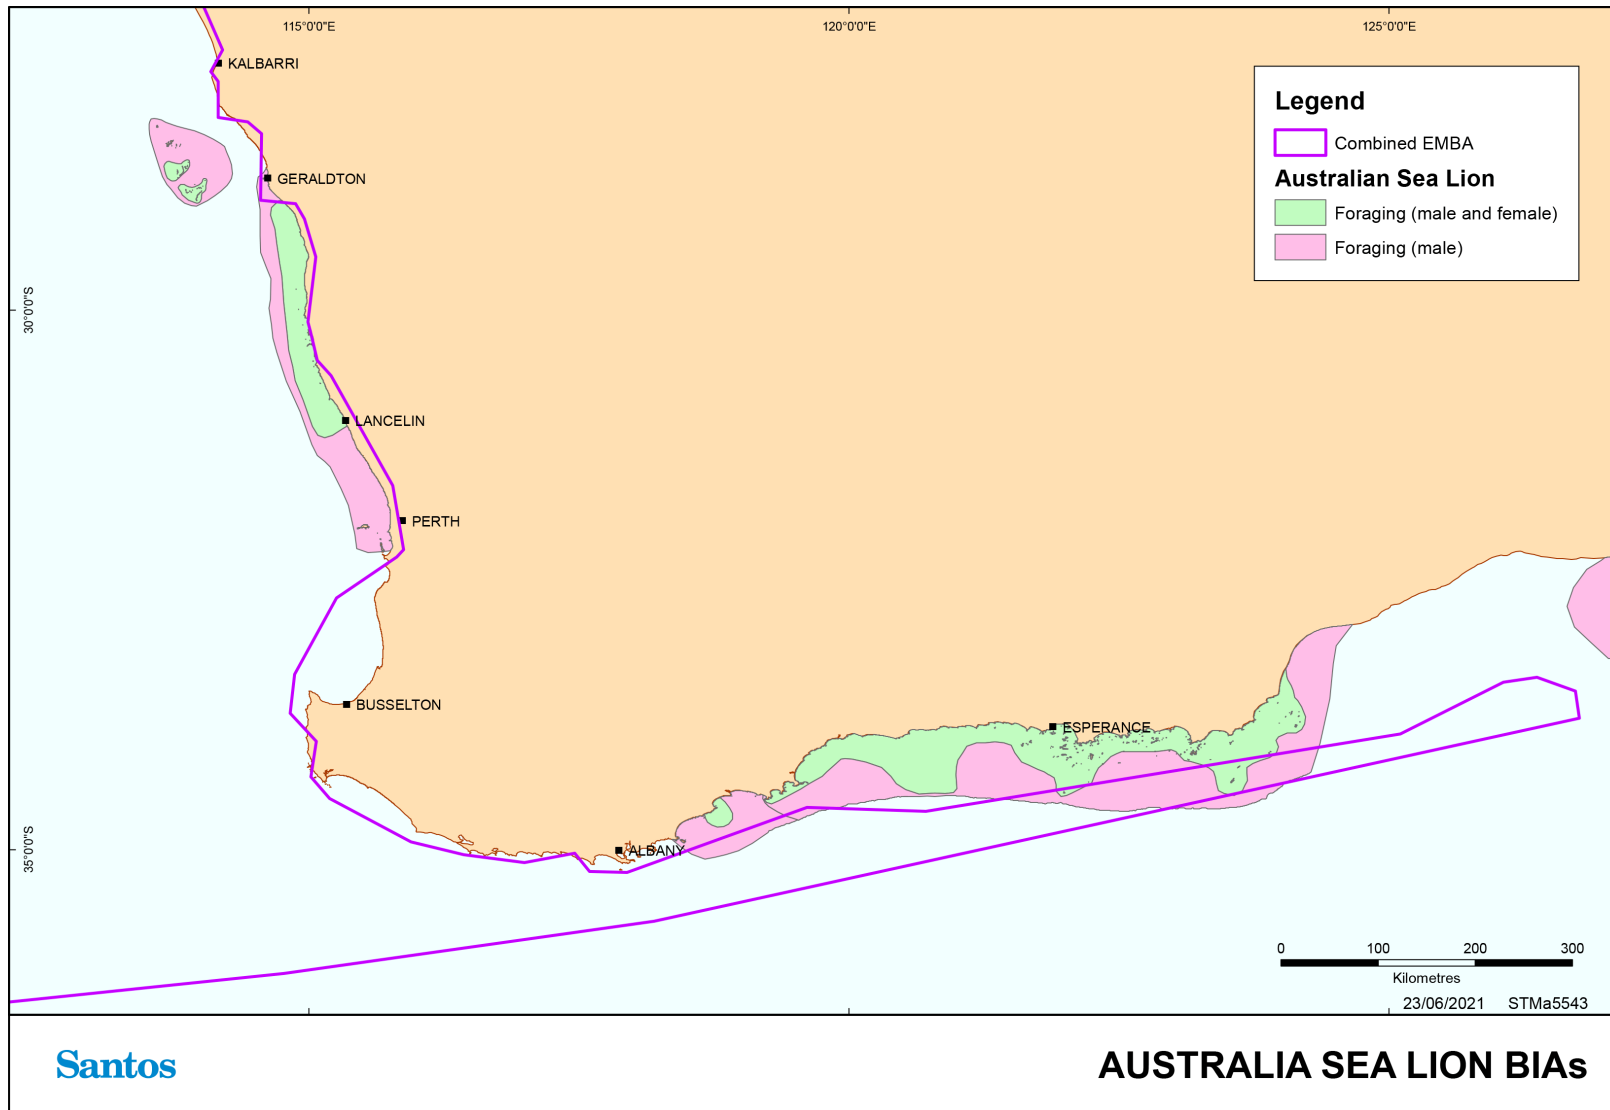 115°0'0"E
120°0'0"E
125°0'0"E
KALBARRI
Legend
Combined EMBA
Australian Sea Lion
Foraging (male and female)
Foraging (male)
GERALDTON
30°0'0"S
LANCELIN
PERTH
BUSSELTON
ESPERANCE
ALBANY
35°0'0"S
0 100 200 300
Kilometres
23/06/2021 STMa5543
Santos
AUSTRALIA SEA LION BIAs